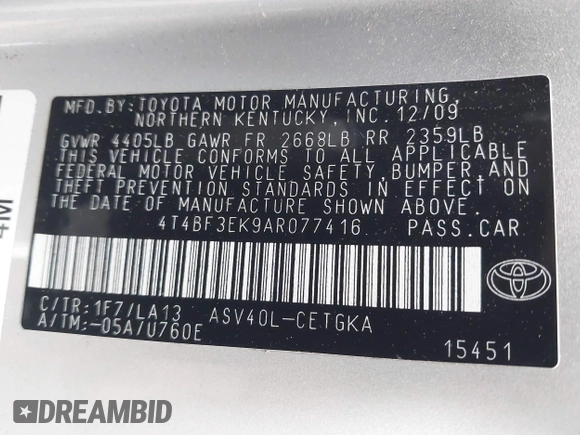 MFD.BY:TOYOTA MOTOR MANUFACTURING,
NORTHERN KENTUCKY,INC.12/09
GVWR 4405LB GAWR FR 2668LB RR 2359LB
THIS VEHICLE CONFORMS TO ALL APPLICABLE
FEDERAL MOTOR VEHICLE SAFETY,BUMPER,AND
THEFT PREVENTION STANDARDS IN EFFECT ON
THE DATE OF MANUFACTURE SHOWN ABOVE.
4T4BF3EK9AR077416 PASS.CAR
C/TR:1F7/LA13 ASV40L-CETGKA
A/TM:-05A/U760E
15451
4M
DREAMBID